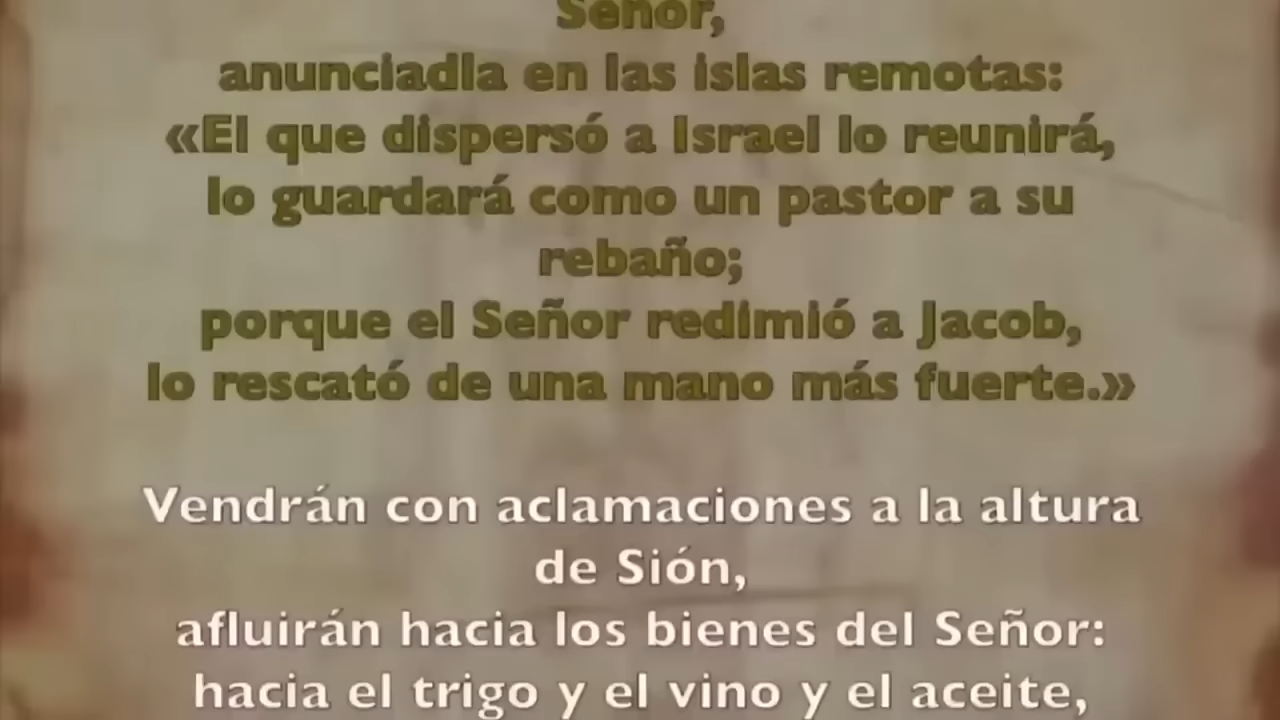 Señor,
anunciadla en las islas remotas:
«El que dispersó a Israel lo reunirá,
lo guardará como un pastor a su
rebaño;
porque el Señor redimió a Jacob,
lo rescató de una mano más fuerte.»
Vendrán con aclamaciones a la altura
de Sión,
afluirán hacia los bienes del Señor:
hacia el trigo y el vino y el aceite,